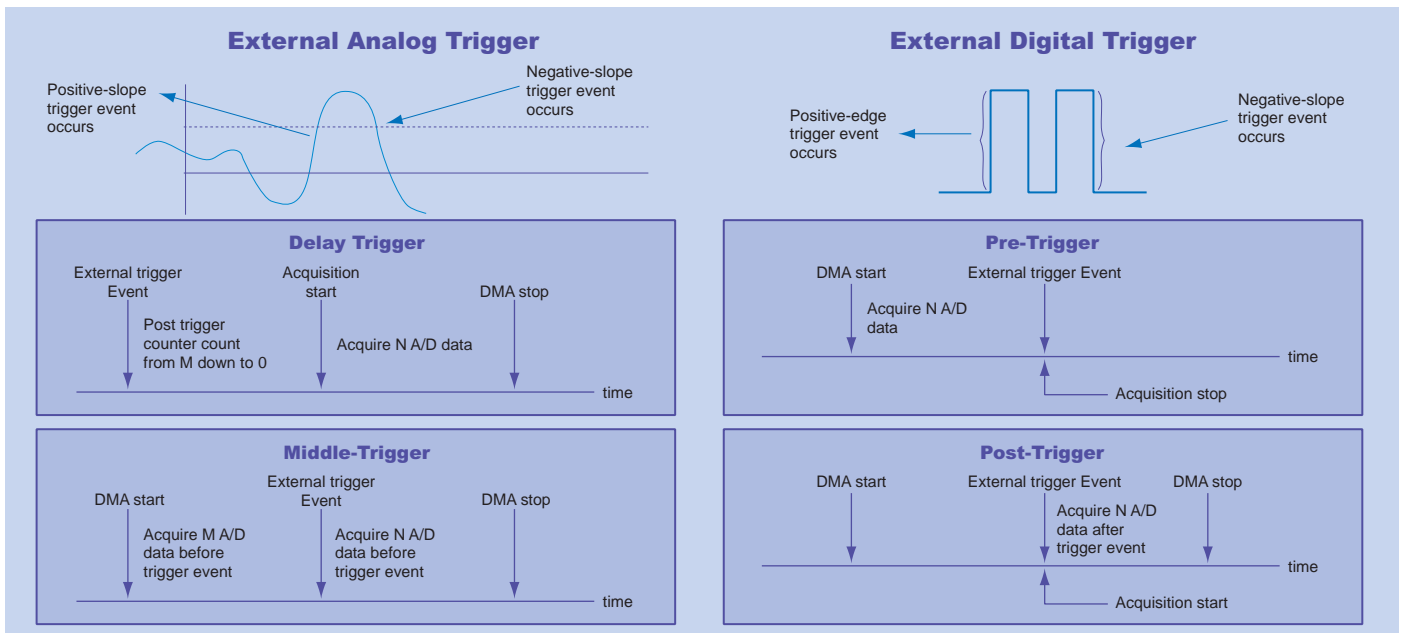 External Analog Trigger
Positive-slope
trigger event
occurs
Negative-slope
trigger event
occurs
External Digital Trigger
Positive-edge
trigger event
occurs
Negative-slope
trigger event
occurs
Delay Trigger
External trigger
Event
Acquisition
start
DMA stop
Post trigger
counter count
from M down to 0
Acquire N A/D data
time
Pre-Trigger
DMA start
External trigger Event
Acquire N A/D
data
time
Acquisition stop
Middle-Trigger
DMA start
External trigger
Event
DMA stop
Acquire M A/D
data before
trigger event
Acquire N A/D
data before
trigger event
time
Post-Trigger
DMA start
External trigger Event
DMA stop
Acquire N A/D
data after
trigger event
time
Acquisition start